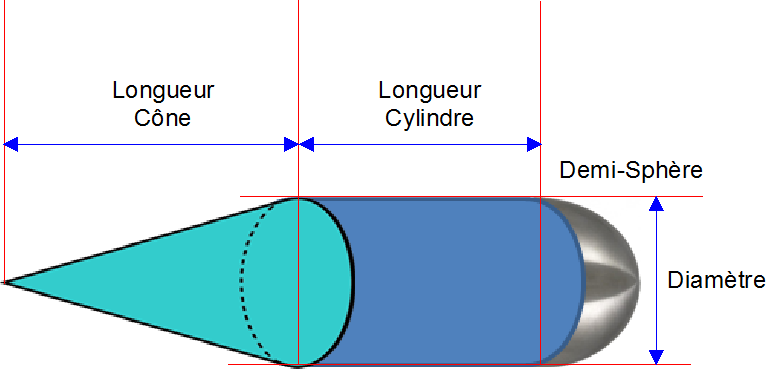 Longueur
Cône
Longueur
Cylindre
Demi-Sphère
Diamètre